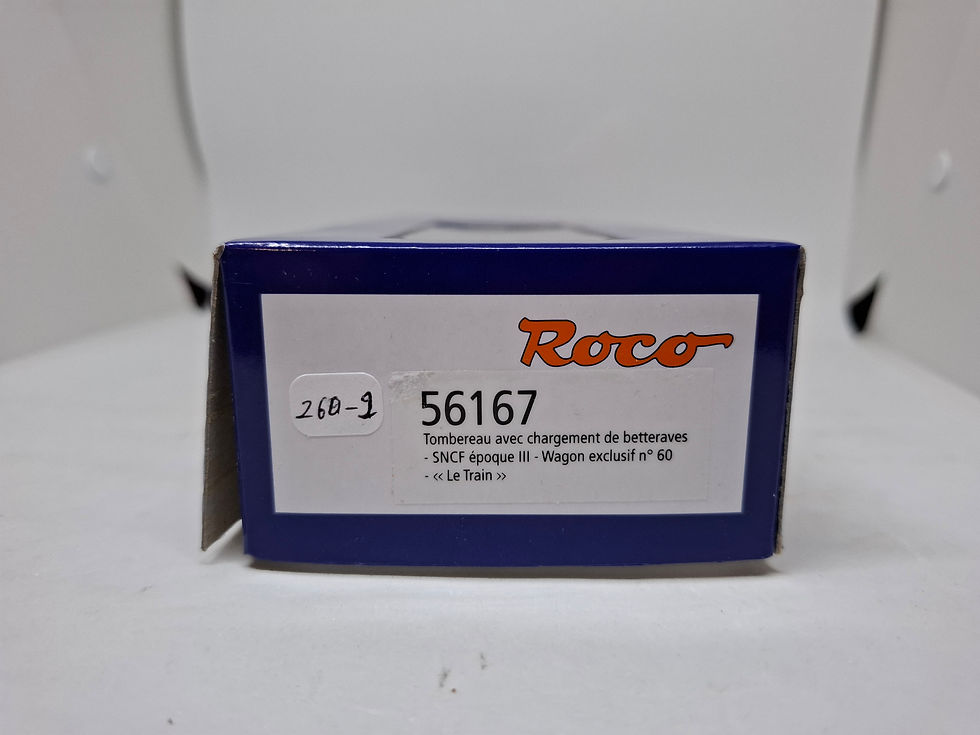 Roco
260-1
56167
Tombereau avec chargement de betteraves
- SNCF époque III - Wagon exclusif n° 60
- ‹‹ Le Train ››